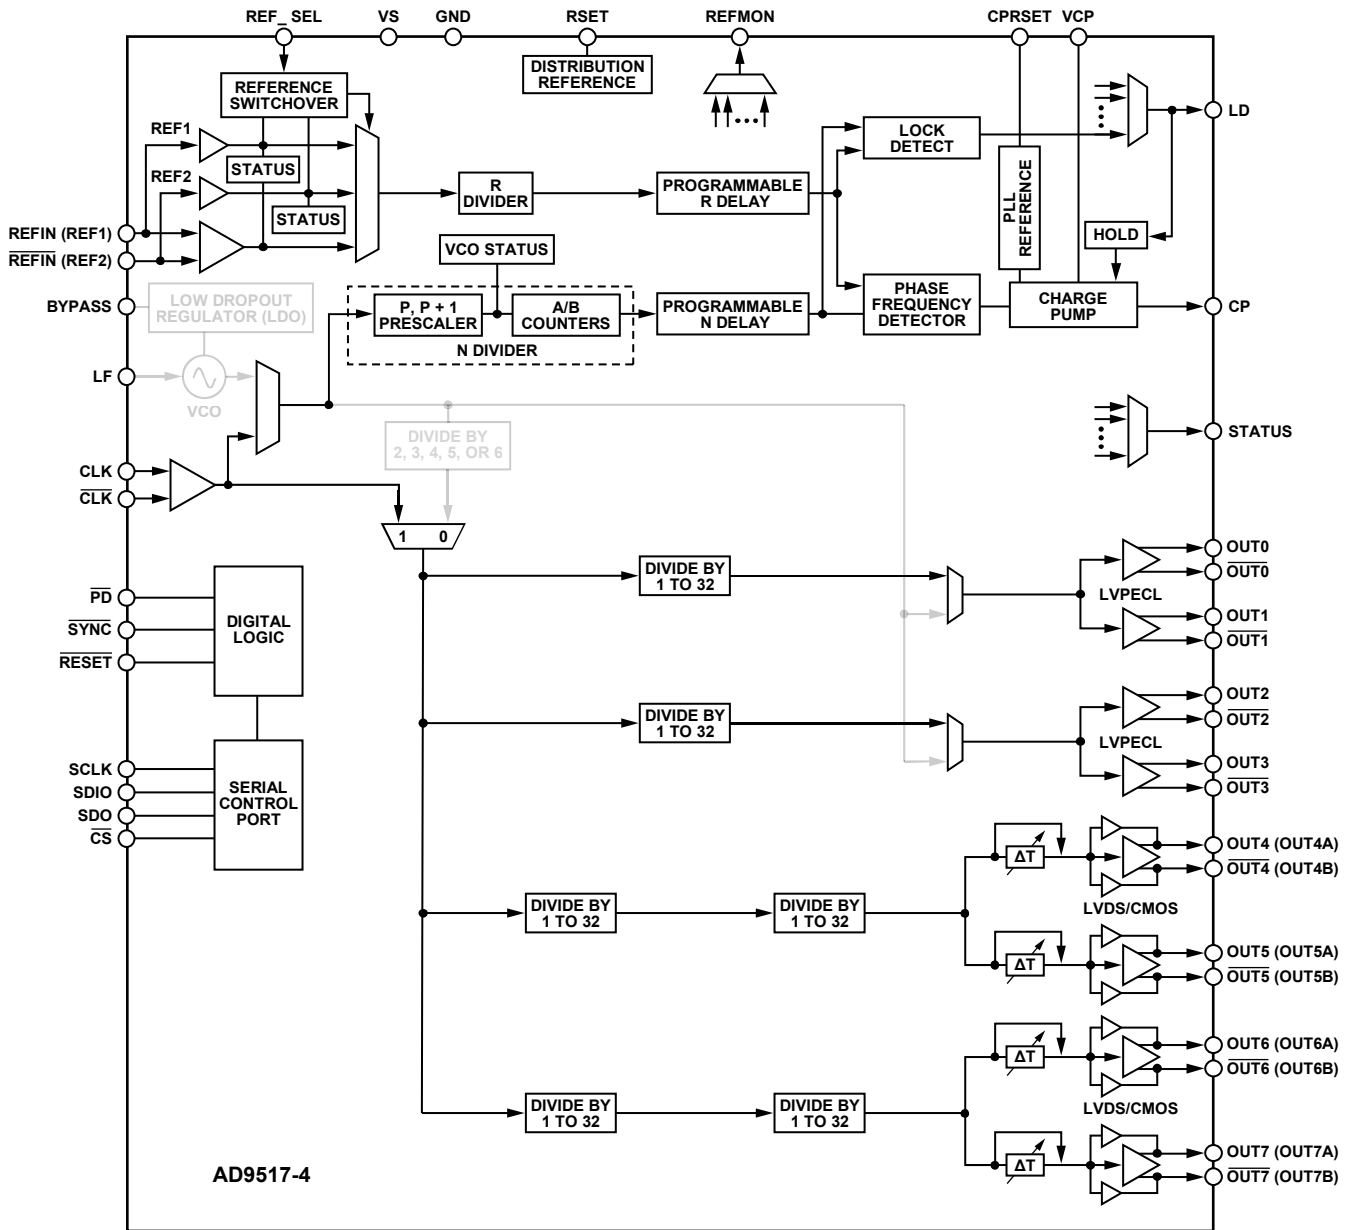 REF_ SEL VS GND RSET REFMON CPRSET VCP
DISTRIBUTION
REFERENCE
REFERENCE
SWITCHOVER
REF1
STATUS
REF2
STATUS
REFIN (REF1)
REFIN (REF2)
R
DIVIDER
PROGRAMMABLE
R DELAY
LOCK
DETECT
LD
PLL
REFERENCE
HOLD
VCO STATUS
BYPASS
LOW DROPOUT
REGULATOR (LDO)
P, P + 1
PRESCALER
A/B
COUNTERS
N DIVIDER
PROGRAMMABLE
N DELAY
PHASE
FREQUENCY
DETECTOR
CHARGE
PUMP
CP
LF
VCO
DIVIDE BY
2, 3, 4, 5, OR 6
STATUS
CLK
CLK
1 0
DIVIDE BY
1 TO 32
OUT0
OUT0
LVPECL
OUT1
OUT1
PD
SYNC
RESET
DIGITAL
LOGIC
DIVIDE BY
1 TO 32
OUT2
OUT2
LVPECL
OUT3
OUT3
SCLK
SDIO
SDO
CS
SERIAL
CONTROL
PORT
ΔT
OUT4 (OUT4A)
OUT4 (OUT4B)
DIVIDE BY
1 TO 32
DIVIDE BY
1 TO 32
LVDS/CMOS
ΔT
OUT5 (OUT5A)
OUT5 (OUT5B)
ΔT
OUT6 (OUT6A)
OUT6 (OUT6B)
DIVIDE BY
1 TO 32
DIVIDE BY
1 TO 32
LVDS/CMOS
ΔT
OUT7 (OUT7A)
OUT7 (OUT7B)
AD9517-4